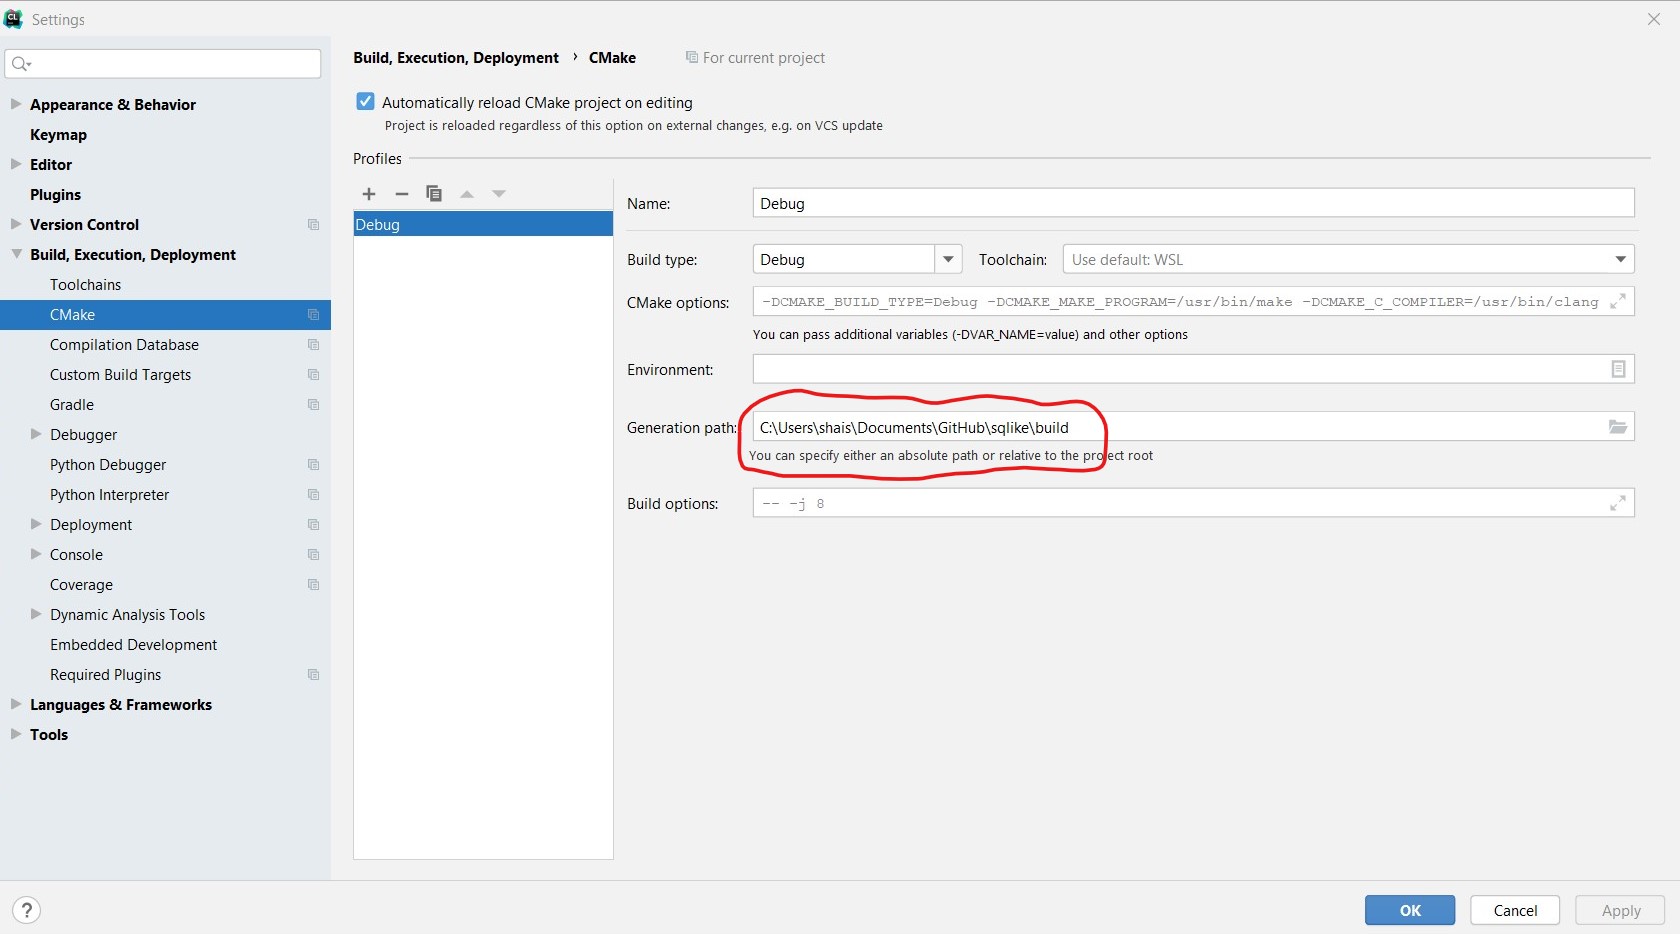 CL
Settings
Build, Execution, Deployment › CMake For current project
Automatically reload CMake project on editing
Project is reloaded regardless of this option on external changes, e.g. on VCS update
Profiles
Appearance & Behavior
Keymap
Editor
Plugins
Version Control
Build, Execution, Deployment
Toolchains
CMake
Compilation Database
Custom Build Targets
Gradle
Debugger
Python Debugger
Python Interpreter
Deployment
Console
Coverage
Dynamic Analysis Tools
Embedded Development
Required Plugins
Languages & Frameworks
Tools
Debug
Name: Debug
Build type: Debug Toolchain: Use default: WSL
CMake options: -DCMAKE_BUILD_TYPE=Debug -DCMAKE_MAKE_PROGRAM=/usr/bin/make -DCMAKE_C_COMPILER=/usr/bin/clang
You can pass additional variables (-DVAR_NAME=value) and other options
Environment:
Generation path: C:\Users\shais\Documents\GitHub\sqlike\build
You can specify either an absolute path or relative to the project root
Build options: -- -j 8
? OK Cancel Apply